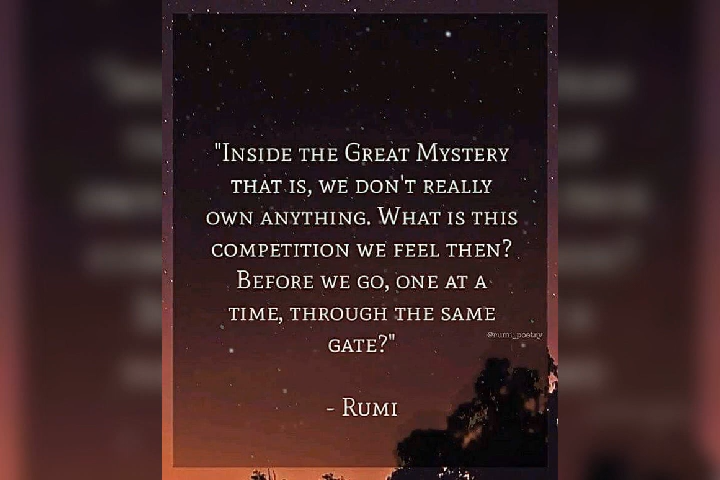 "Inside the Great Mystery
that is, we don't really
own anything. What is this
competition we feel then?
Before we go, one at a
time, through the same
gate?"
@rumi_poetry
- Rumi